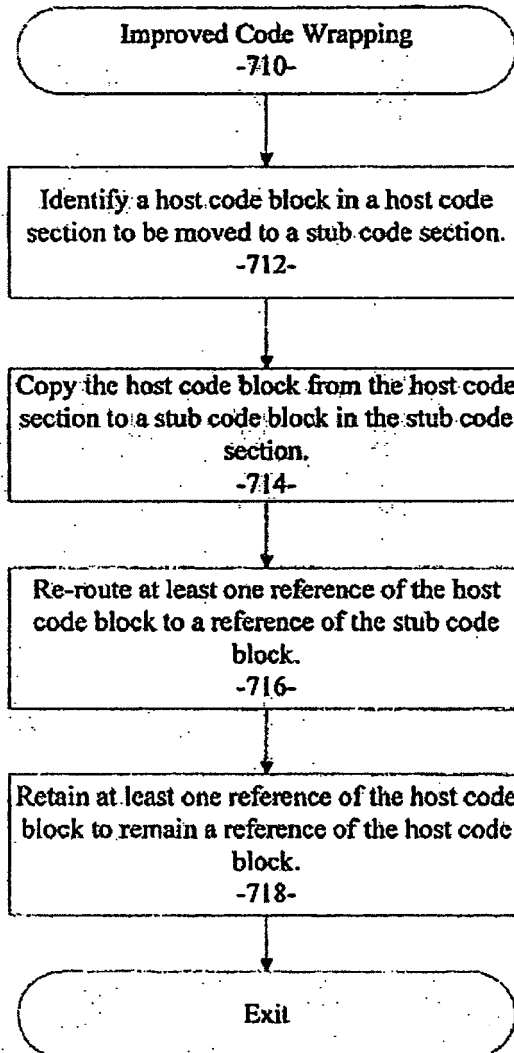 Improved Code Wrapping
-710-
Identify a host code block in a host code
section to be moved to a stub code section.
-712-
Copy the host code block from the host code
section to a stub code block in the stub code
section.
-714-
Re-route at least one reference of the host
code block to a reference of the stub code
block.
-716-
Retain at least one reference of the host code
block to remain a reference of the host code
block.
-718-
Exit